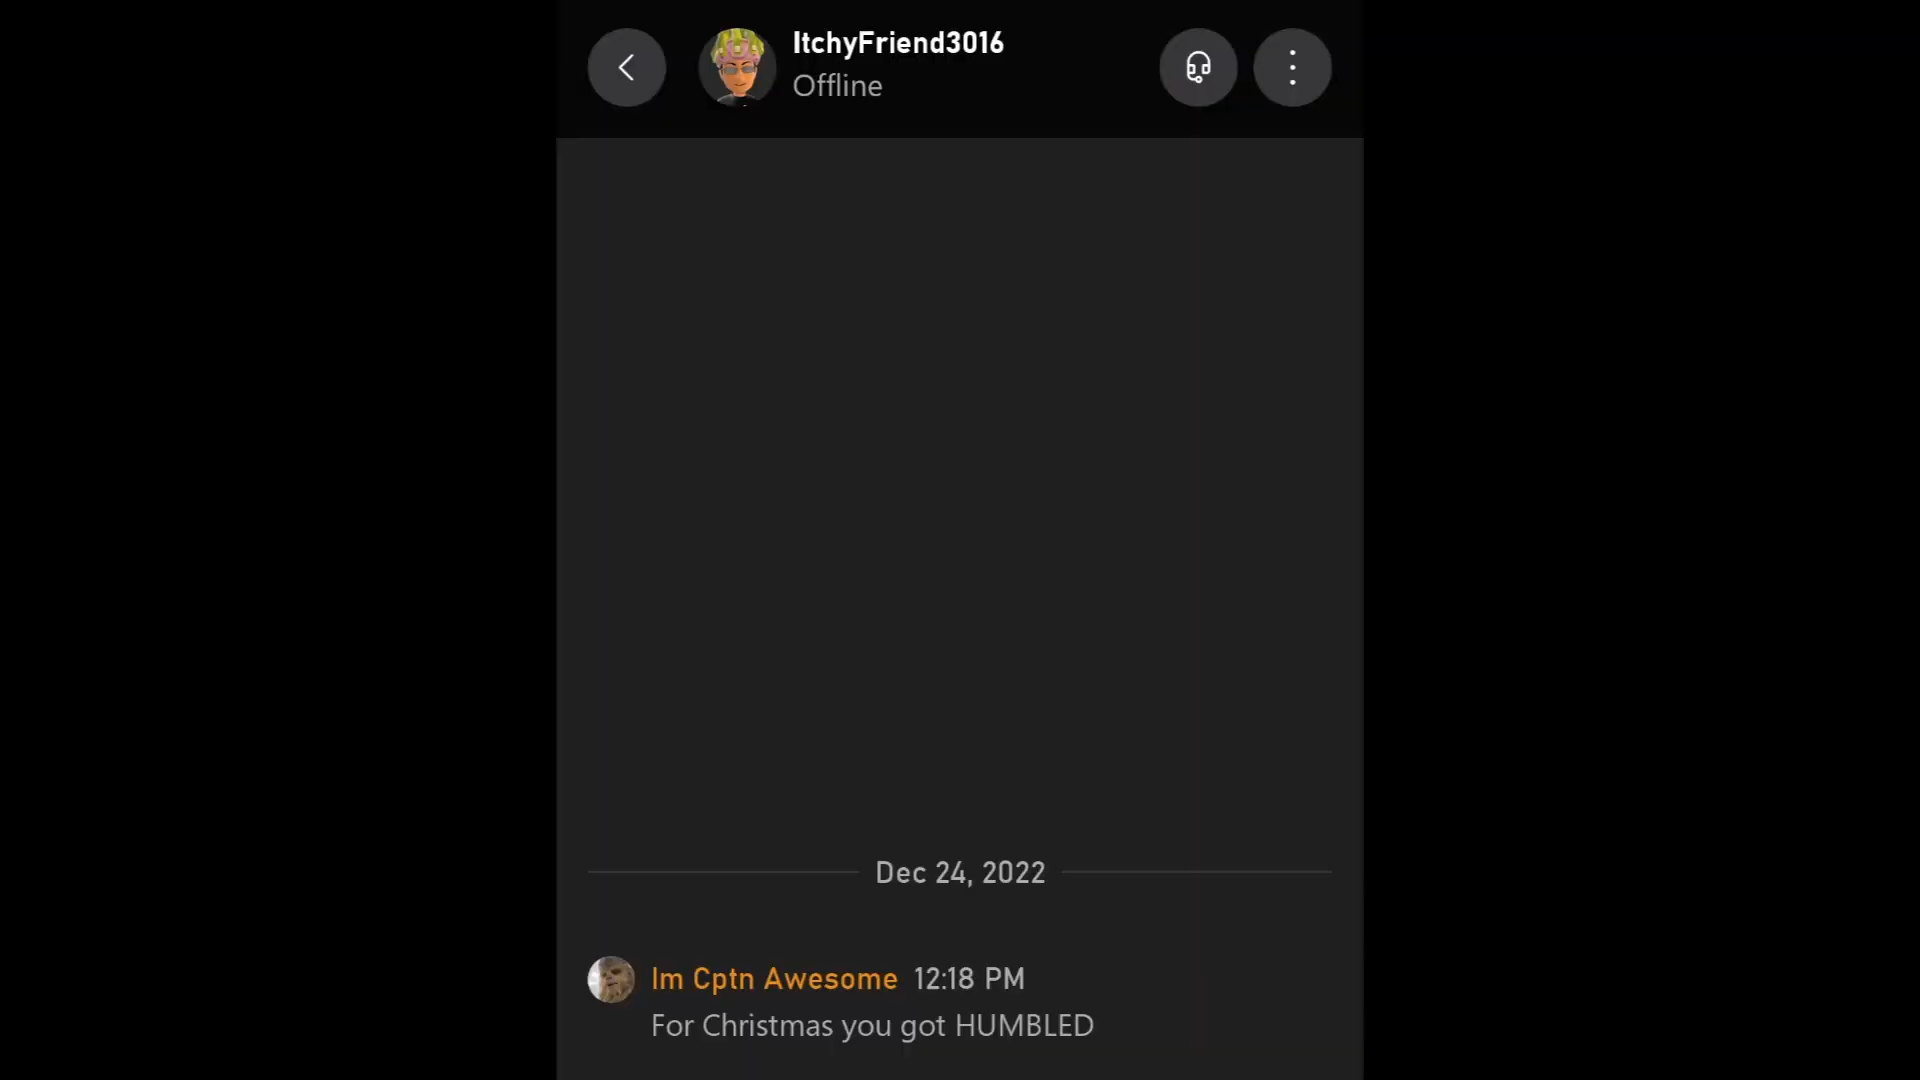 ItchyFriend3016
Offline
Dec 24, 2022
Im Cptn Awesome 12:18 PM
For Christmas you got HUMBLED